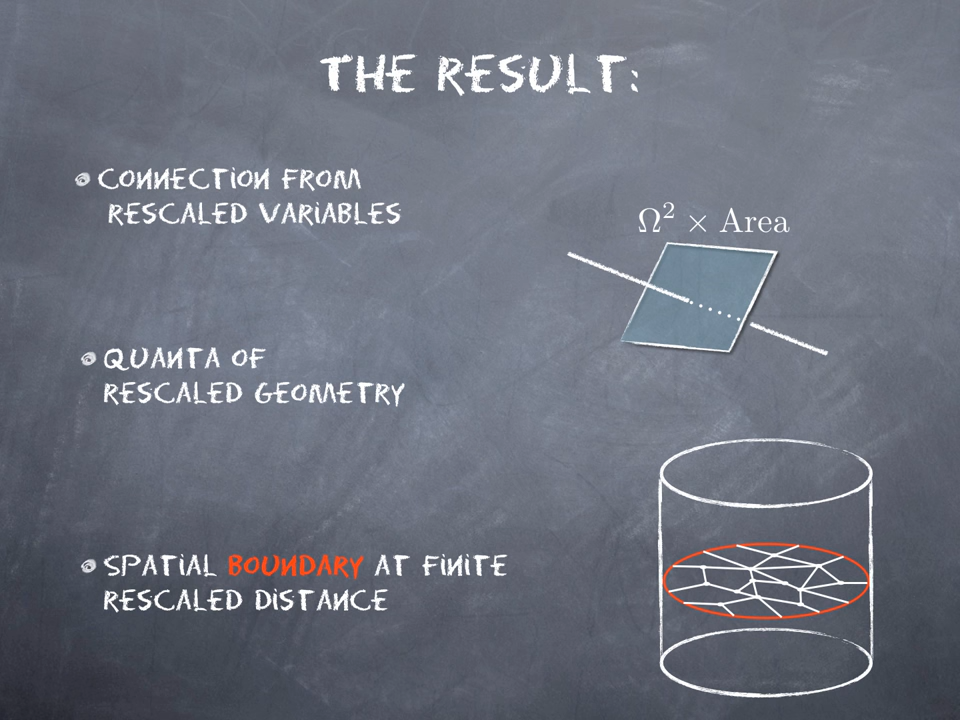 THE RESULT:
CONNECTION FROM
RESCALED VARIABLES
Ω² × Area
QUANTA OF
RESCALED GEOMETRY
SPATIAL BOUNDARY AT FINITE
RESCALED DISTANCE